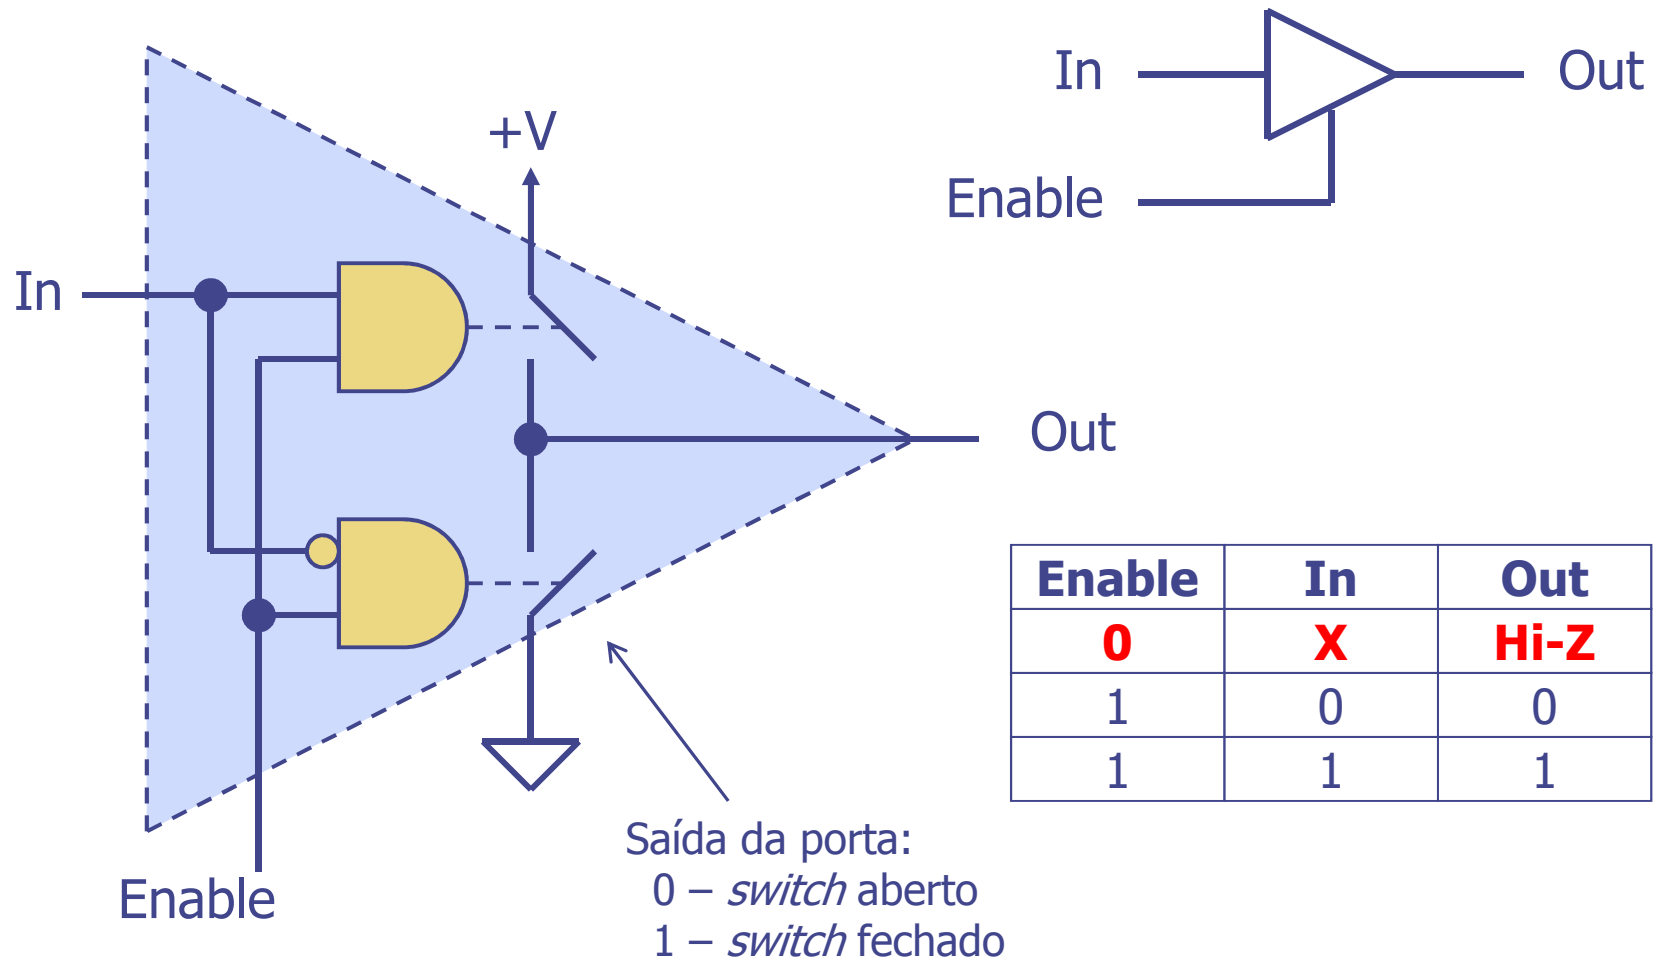 In
Out
Enable
+V
In
Out
Enable
Saída da porta:
0 – switch aberto
1 – switch fechado
Enable In Out
0 X Hi-Z
1 0 0
1 1 1